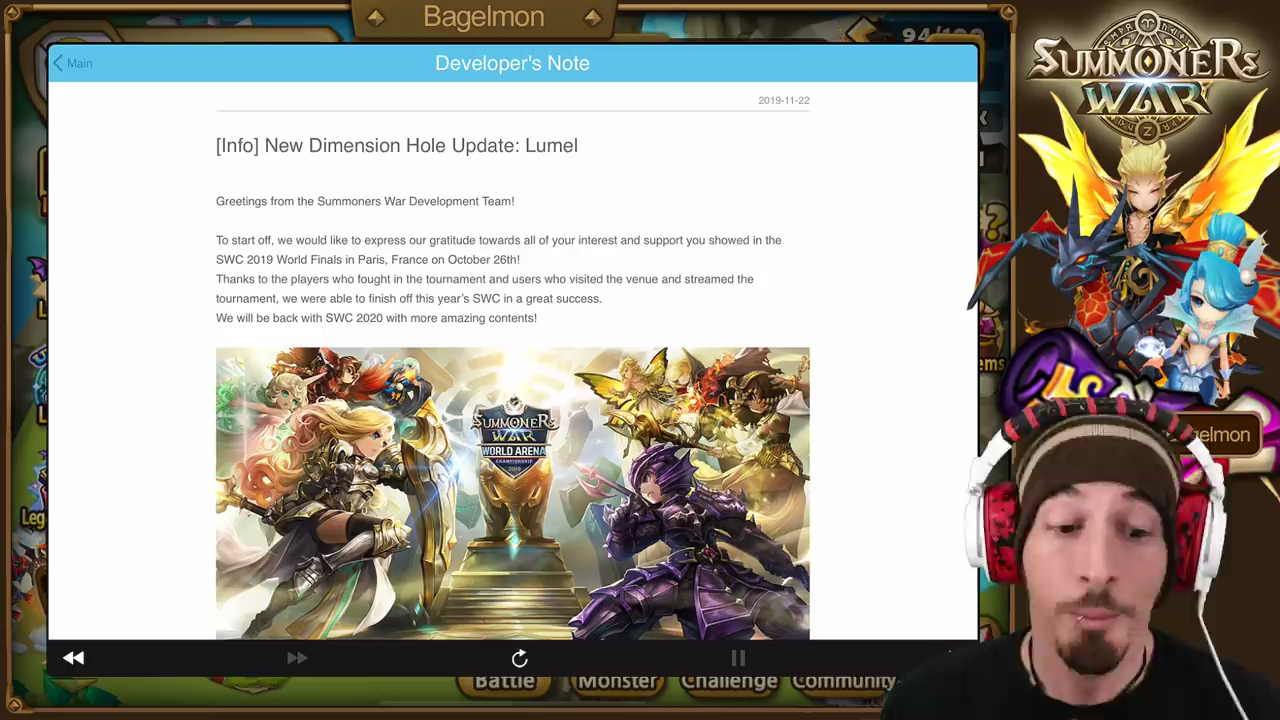 Bagelmon
94/100
Main
Developer's Note
2019-11-22
[Info] New Dimension Hole Update: Lumel
Greetings from the Summoners War Development Team!
To start off, we would like to express our gratitude towards all of your interest and support you showed in the
SWC 2019 World Finals in Paris, France on October 26th!
Thanks to the players who fought in the tournament and users who visited the venue and streamed the
tournament, we were able to finish off this year's SWC in a great success.
We will be back with SWC 2020 with more amazing contents!
SUMMONERS
WAR
WORLD ARENA
CHAMPIONSHIP
2019
SUMMONERS
WAR
Battle
Monster
Challenge
Community